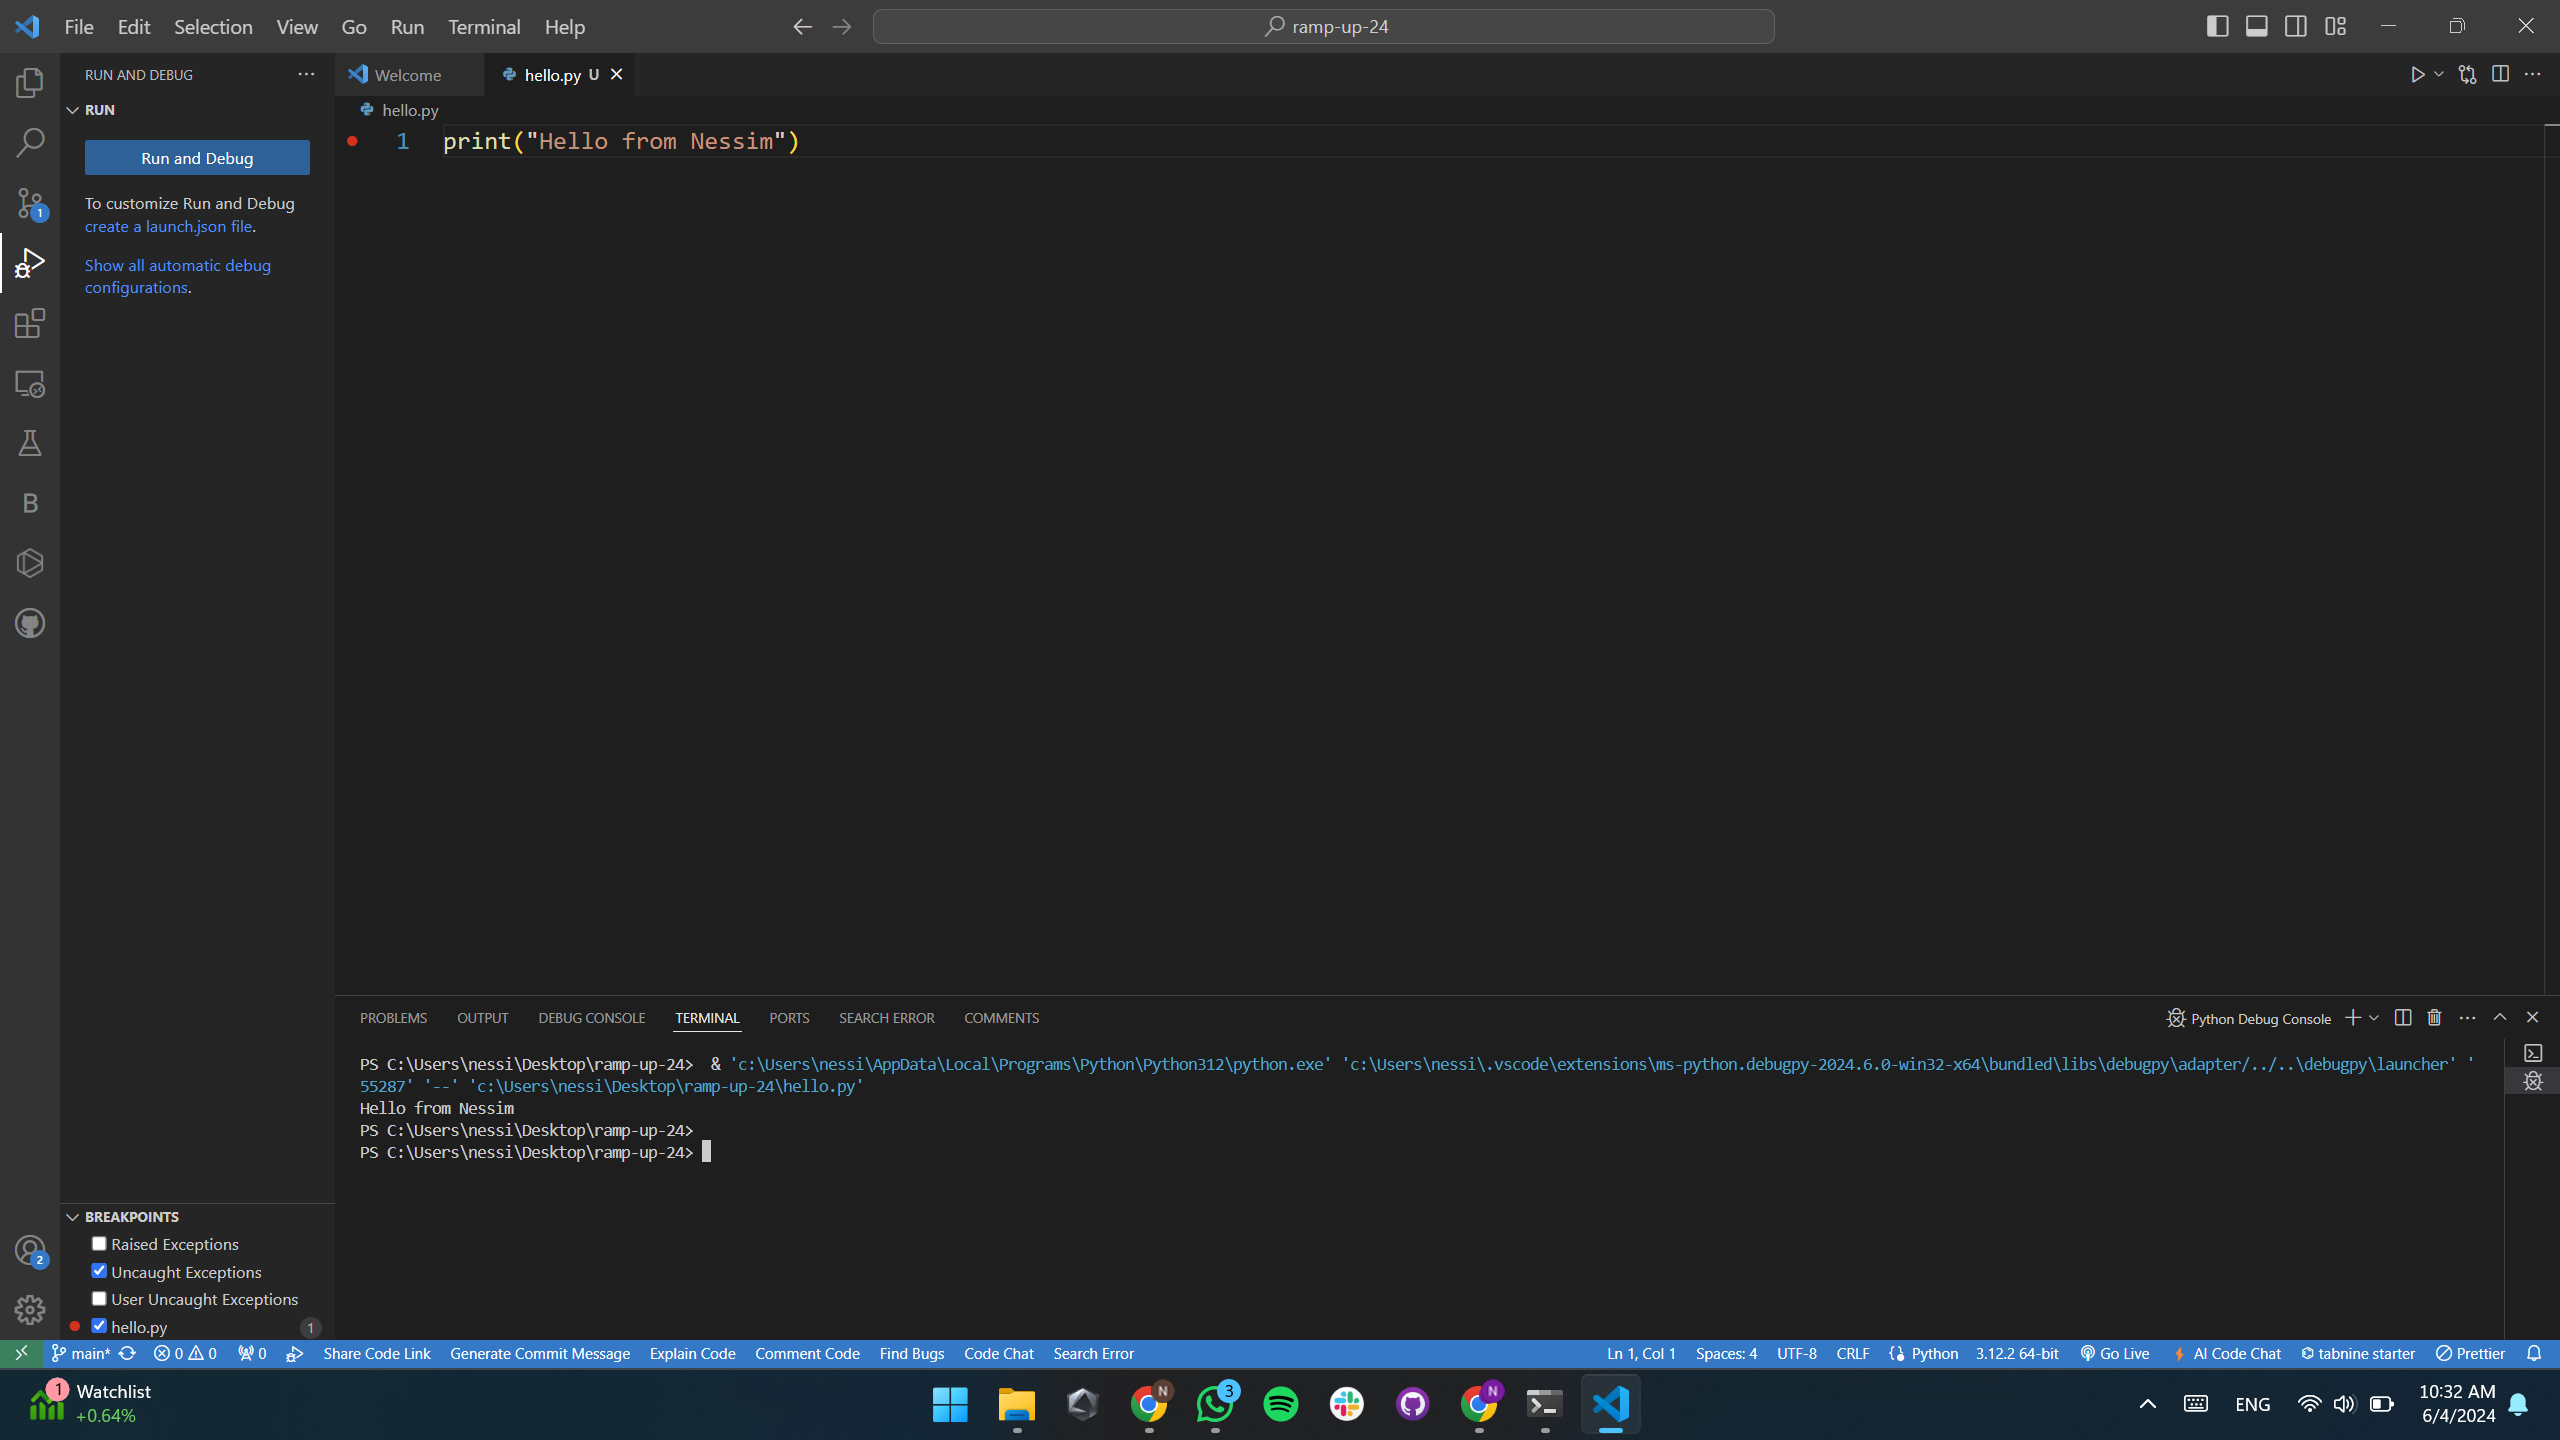 File Edit Selection View Go Run Terminal Help
ramp-up-24
RUN AND DEBUG
RUN
Run and Debug
To customize Run and Debug
create a launch.json file.
Show all automatic debug
configurations.
Welcome
hello.py U
hello.py
1 print("Hello from Nessim")
1
B
PROBLEMS OUTPUT DEBUG CONSOLE TERMINAL PORTS SEARCH ERROR COMMENTS
Python Debug Console
PS C:\Users\nessi\Desktop\ramp-up-24>  & 'c:\Users\nessi\AppData\Local\Programs\Python\Python312\python.exe' 'c:\Users\nessi\.vscode\extensions\ms-python.debugpy-2024.6.0-win32-x64\bundled\libs\debugpy\adapter/../..\debugpy\launcher' '
55287' '--' 'c:\Users\nessi\Desktop\ramp-up-24\hello.py'
Hello from Nessim
PS C:\Users\nessi\Desktop\ramp-up-24>
PS C:\Users\nessi\Desktop\ramp-up-24>
BREAKPOINTS
Raised Exceptions
Uncaught Exceptions
User Uncaught Exceptions
hello.py 1
2
main* 0 0 0 Share Code Link Generate Commit Message Explain Code Comment Code Find Bugs Code Chat Search Error
Ln 1, Col 1 Spaces: 4 UTF-8 CRLF Python 3.12.2 64-bit Go Live AI Code Chat tabnine starter Prettier
1 Watchlist
+0.64%
N 3 N
ENG
10:32 AM
6/4/2024